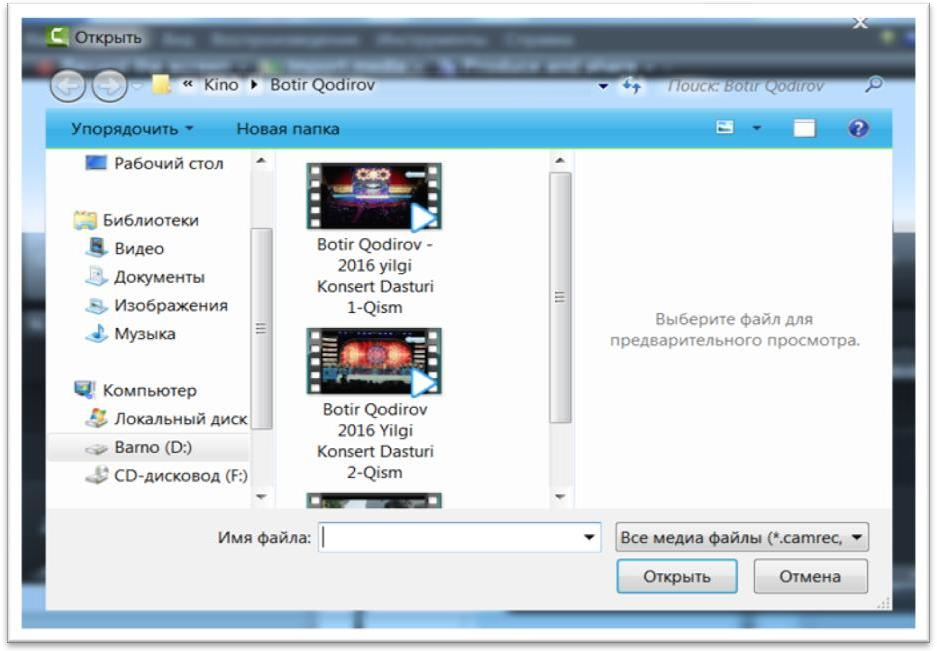 Открыть
« Kino ▸ Botir Qodirov
Поиск: Botir Qodirov
Упорядочить
Новая папка
Рабочий стол
Библиотеки
Видео
Документы
Изображения
Музыка
Компьютер
Локальный диск
Barno (D:)
CD-дисковод (F:)
Botir Qodirov -
2016 yilgi
Konsert Dasturi
1-Qism
Botir Qodirov
2016 Yilgi
Konsert Dasturi
2-Qism
Выберите файл для
предварительного просмотра.
Имя файла:
Все медиа файлы (*.camrec,
Открыть
Отмена